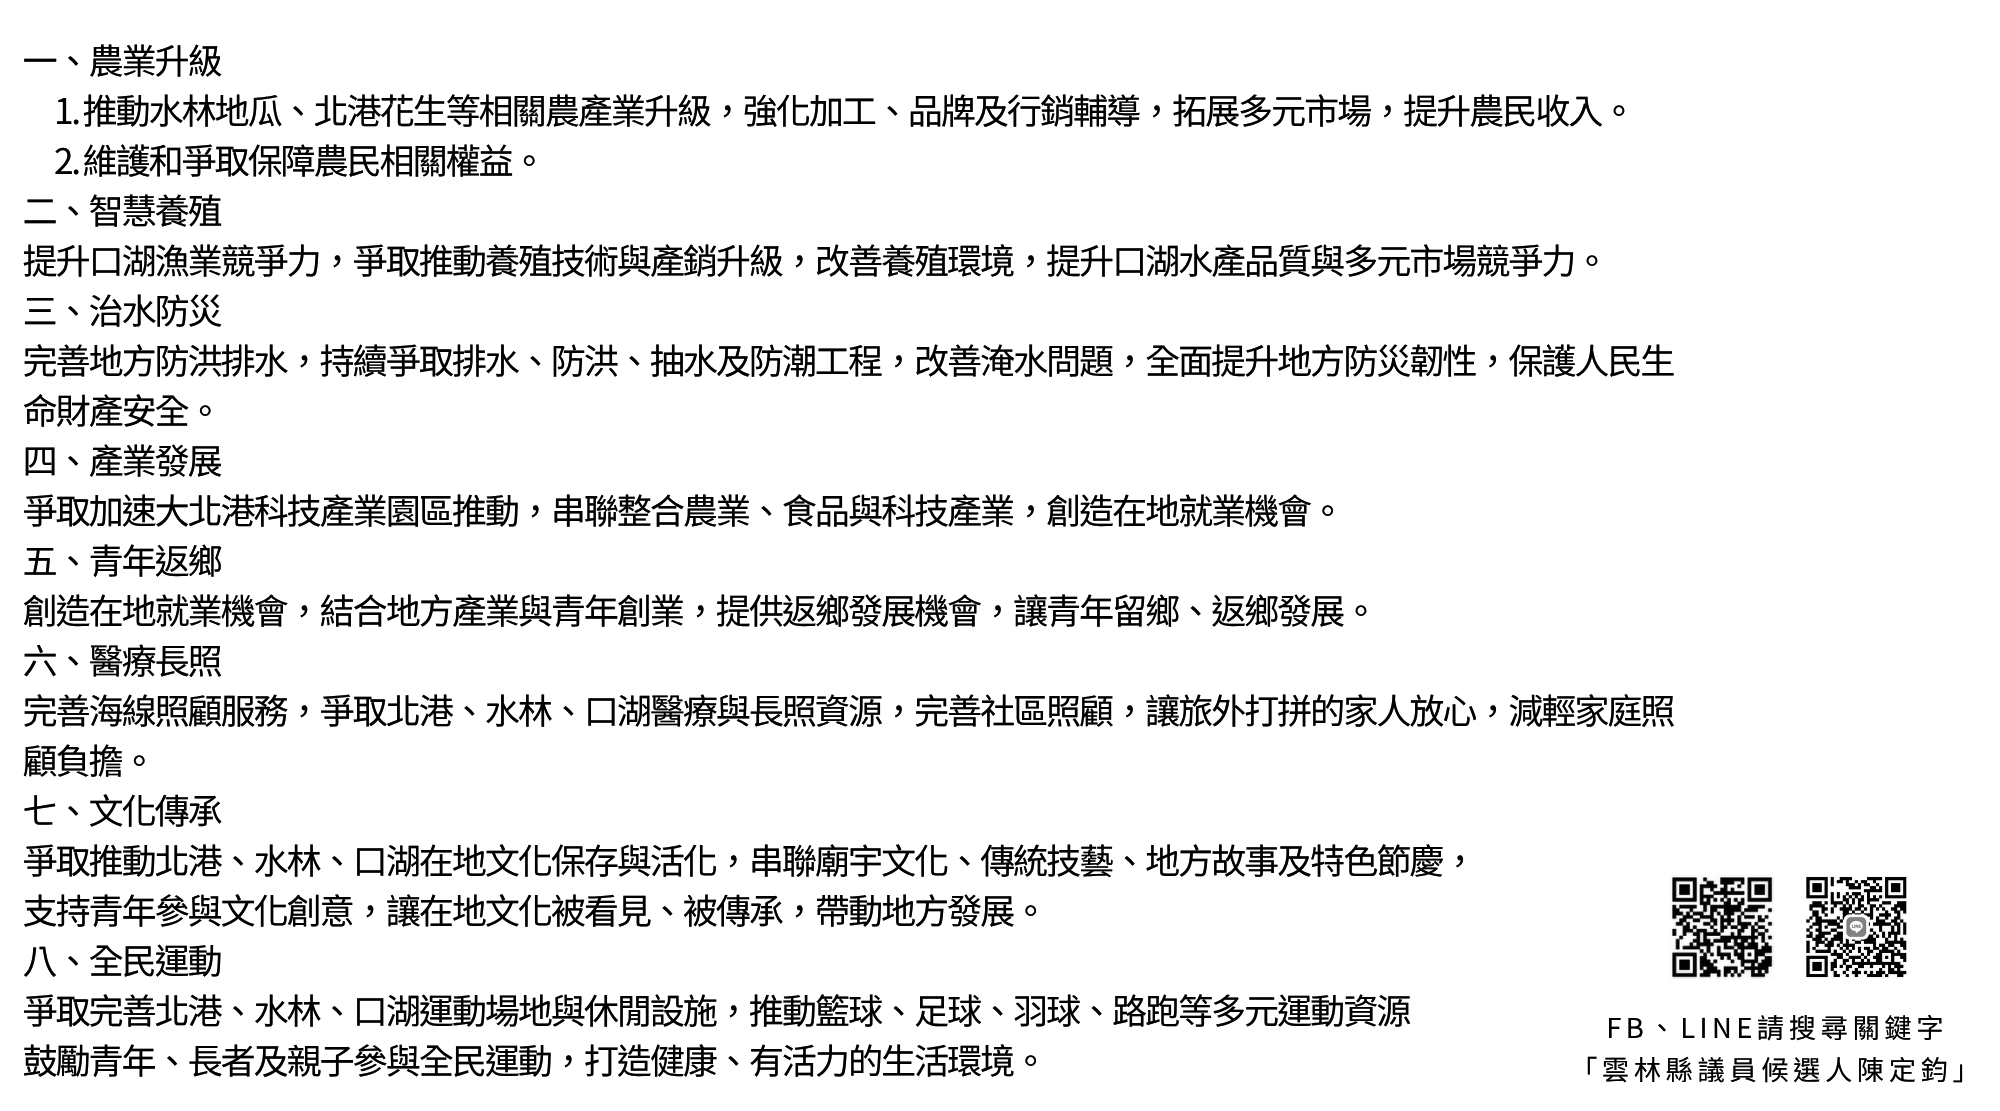 一、農業升級
1.推動水林地瓜、北港花生等相關農產業升級，強化加工、品牌及行銷輔導，拓展多元市場，提升農民收入。
2.維護和爭取保障農民相關權益。
二、智慧養殖
提升口湖漁業競爭力，爭取推動養殖技術與產銷升級，改善養殖環境，提升口湖水產品質與多元市場競爭力。
三、治水防災
完善地方防洪排水，持續爭取排水、防洪、抽水及防潮工程，改善淹水問題，全面提升地方防災韌性，保護人民生
命財產安全。
四、產業發展
爭取加速大北港科技產業園區推動，串聯整合農業、食品與科技產業，創造在地就業機會。
五、青年返鄉
創造在地就業機會，結合地方產業與青年創業，提供返鄉發展機會，讓青年留鄉、返鄉發展。
六、醫療長照
完善海線照顧服務，爭取北港、水林、口湖醫療與長照資源，完善社區照顧，讓旅外打拼的家人放心，減輕家庭照
顧負擔。
七、文化傳承
爭取推動北港、水林、口湖在地文化保存與活化，串聯廟宇文化、傳統技藝、地方故事及特色節慶，
支持青年參與文化創意，讓在地文化被看見、被傳承，帶動地方發展。
八、全民運動
爭取完善北港、水林、口湖運動場地與休閒設施，推動籃球、足球、羽球、路跑等多元運動資源
鼓勵青年、長者及親子參與全民運動，打造健康、有活力的生活環境。
LINE
FB、LINE請搜尋關鍵字
「雲林縣議員候選人陳定鈞」